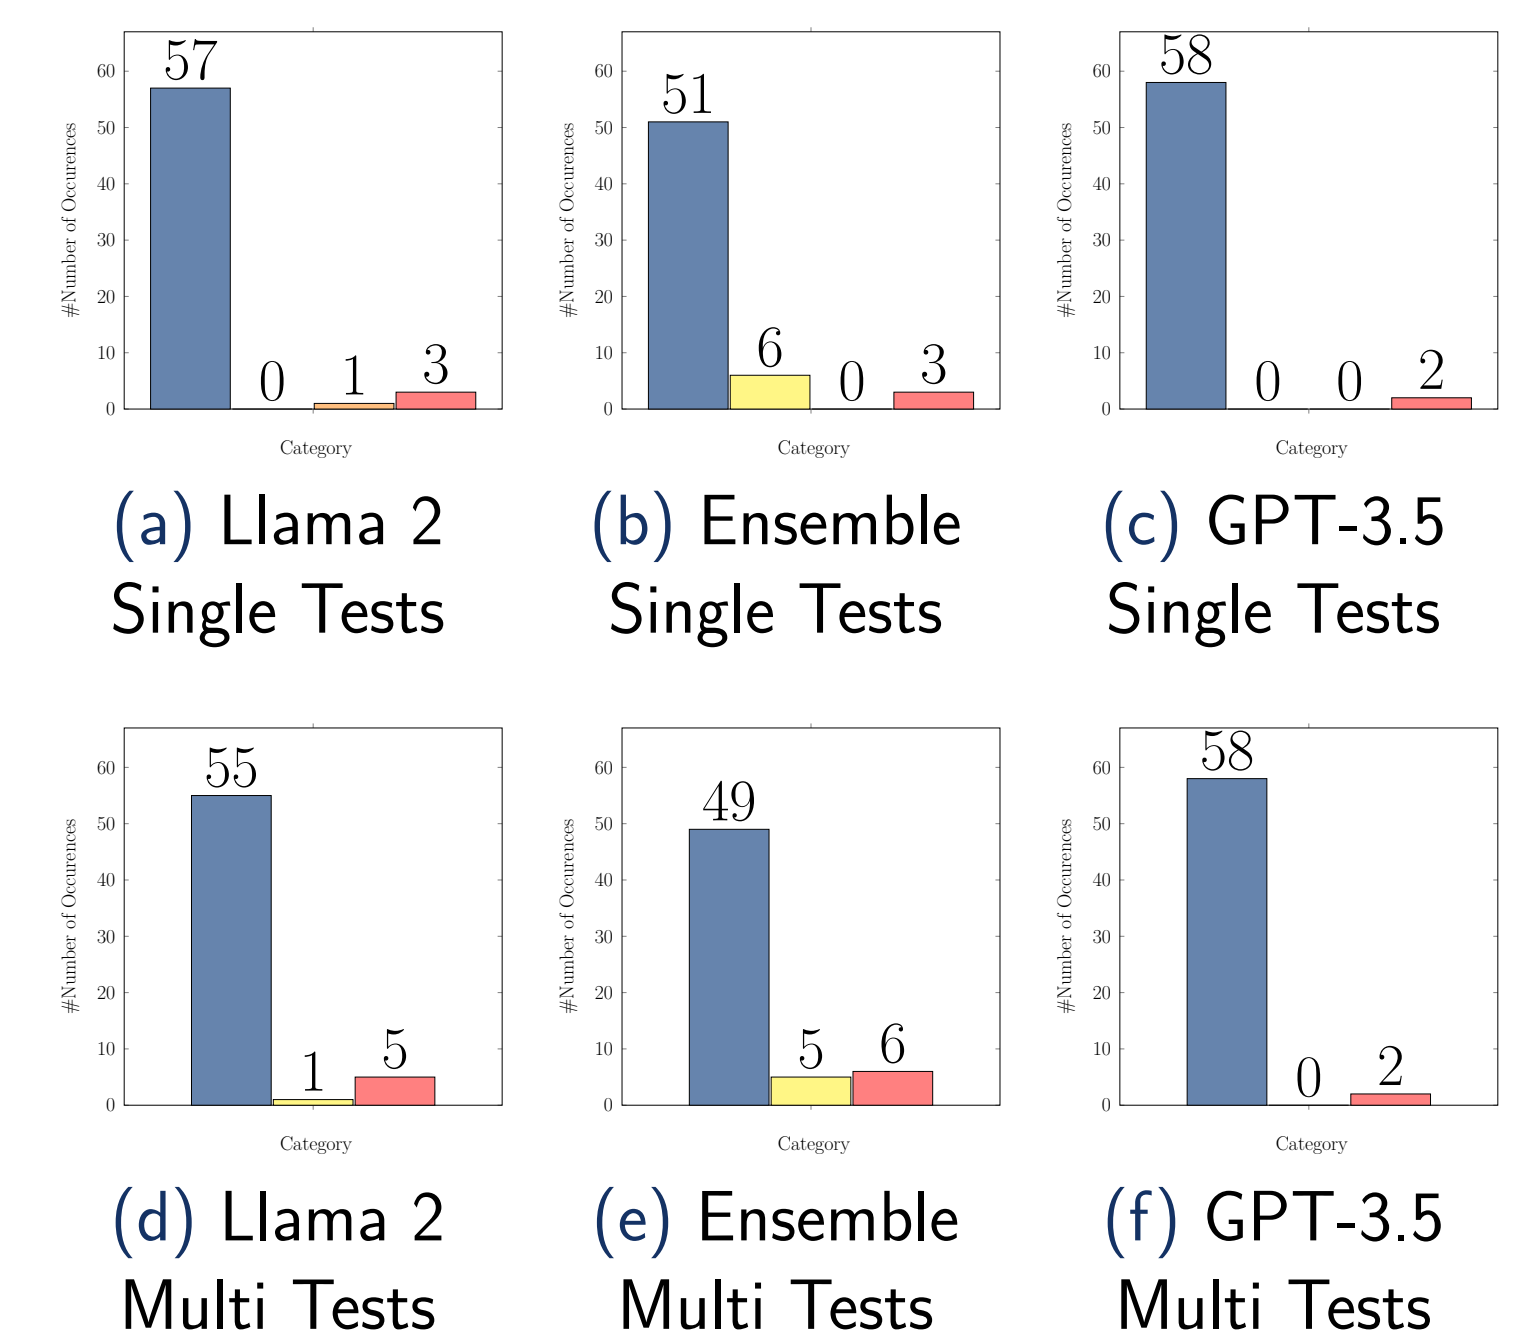 57
0
1
3
60
50
40
30
20
10
0
#Number of Occurences
Category
(a) Llama 2
Single Tests
51
6
0
3
60
50
40
30
20
10
0
#Number of Occurences
Category
(b) Ensemble
Single Tests
58
0
0
2
60
50
40
30
20
10
0
#Number of Occurences
Category
(c) GPT-3.5
Single Tests
55
1
5
60
50
40
30
20
10
0
#Number of Occurences
Category
(d) Llama 2
Multi Tests
49
5
6
60
50
40
30
20
10
0
#Number of Occurences
Category
(e) Ensemble
Multi Tests
58
0
2
60
50
40
30
20
10
0
#Number of Occurences
Category
(f) GPT-3.5
Multi Tests